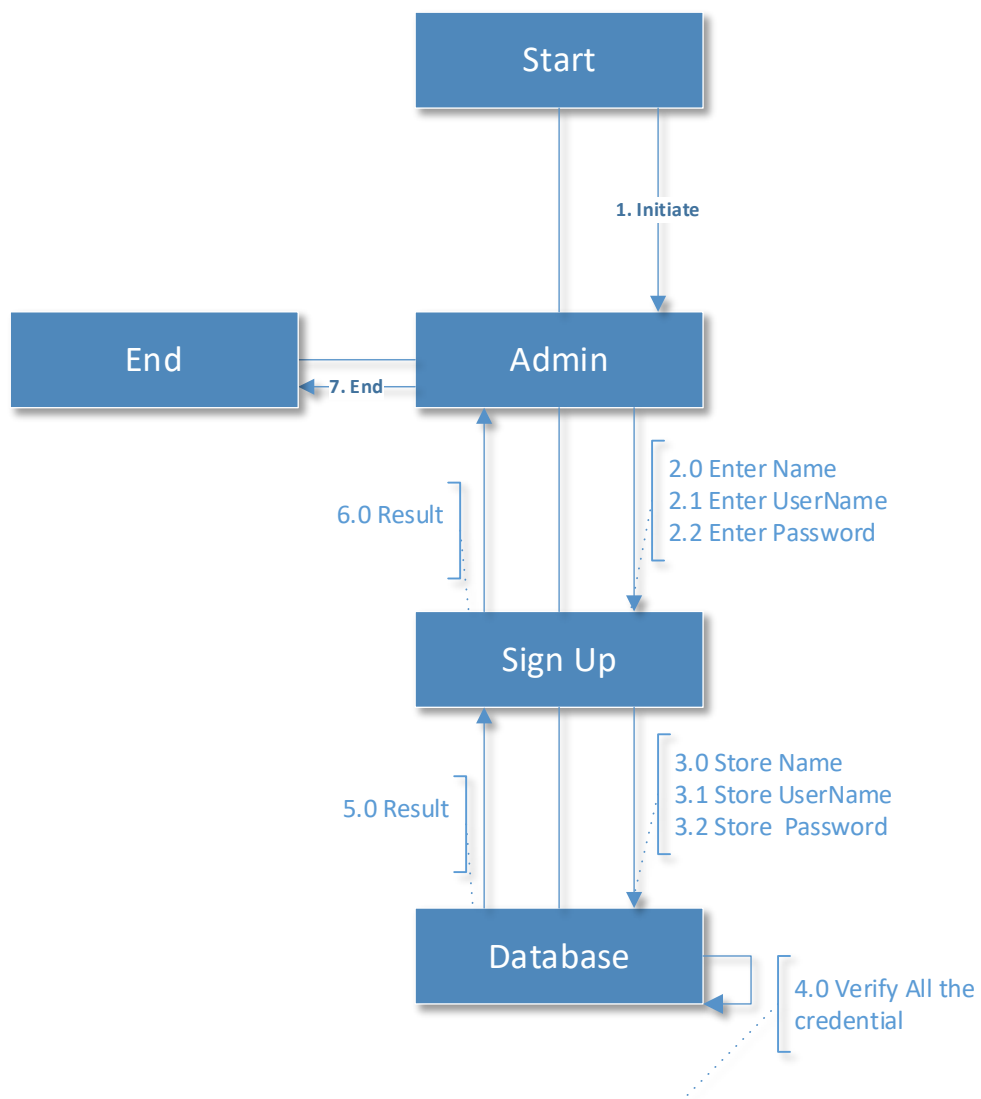 Start
1. Initiate
End
Admin
7. End
2.0 Enter Name
2.1 Enter UserName
2.2 Enter Password
6.0 Result
Sign Up
3.0 Store Name
3.1 Store UserName
3.2 Store  Password
5.0 Result
Database
4.0 Verify All the
credential